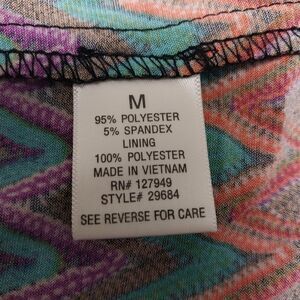 M
95% POLYESTER
5% SPANDEX
LINING
100% POLYESTER
MADE IN VIETNAM
RN# 127949
STYLE# 29684
SEE REVERSE FOR CARE